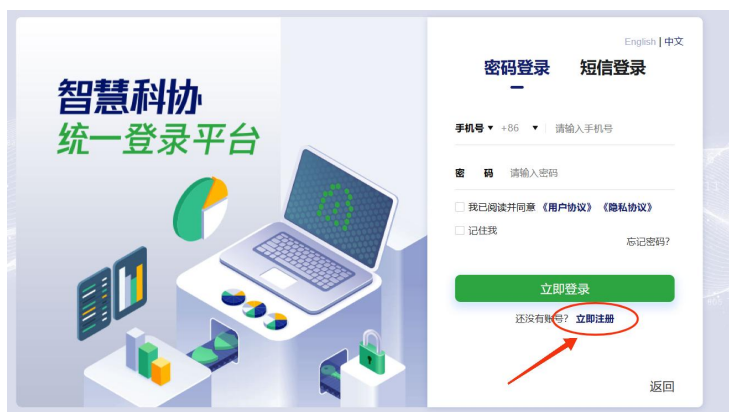 智慧科协
统一登录平台
English | 中文
密码登录 短信登录
手机号 ▼ +86 ▼ 请输入手机号
密 码 请输入密码
我已阅读并同意 《用户协议》 《隐私协议》
记住我
忘记密码?
立即登录
还没有账号? 立即注册
返回